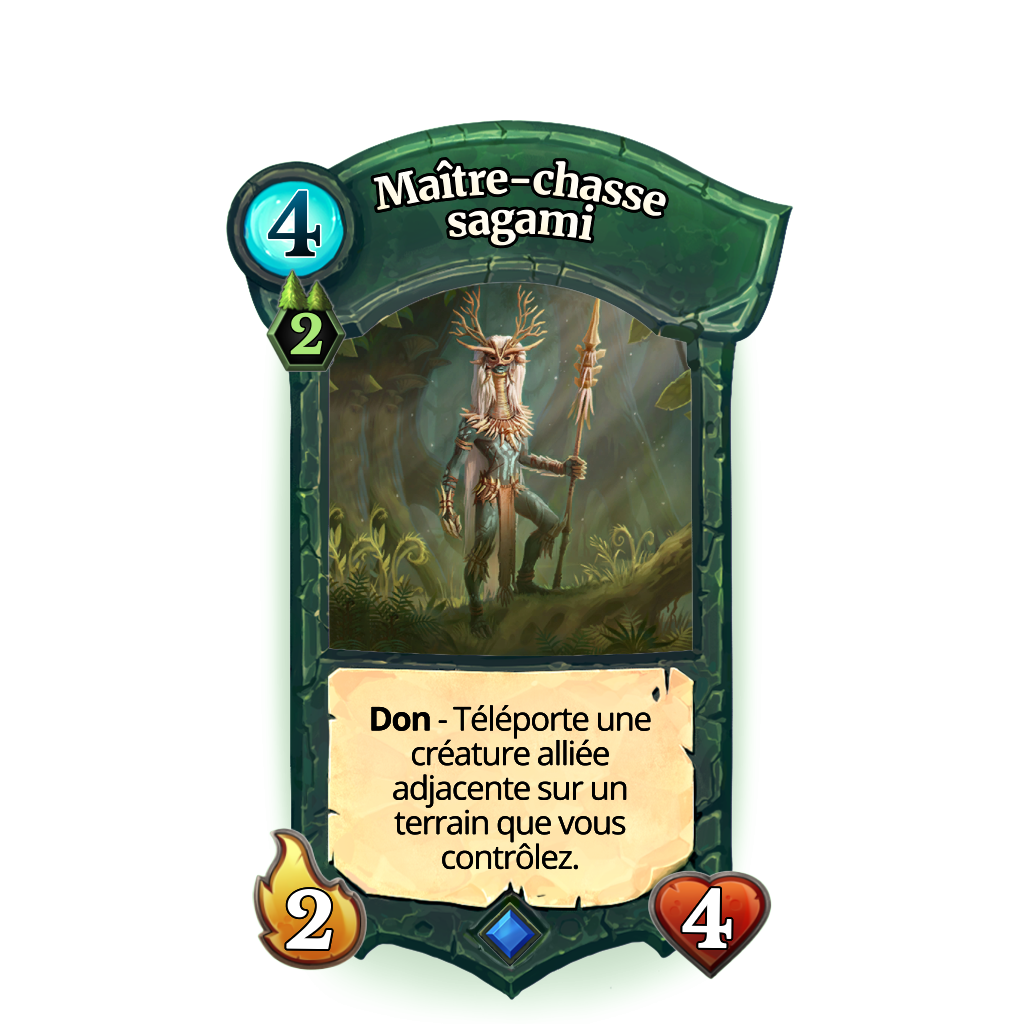 Maître-chasse
sagami
4
2
Don - Téléporte une
créature alliée
adjacente sur un
terrain que vous
contrôlez.
2
4